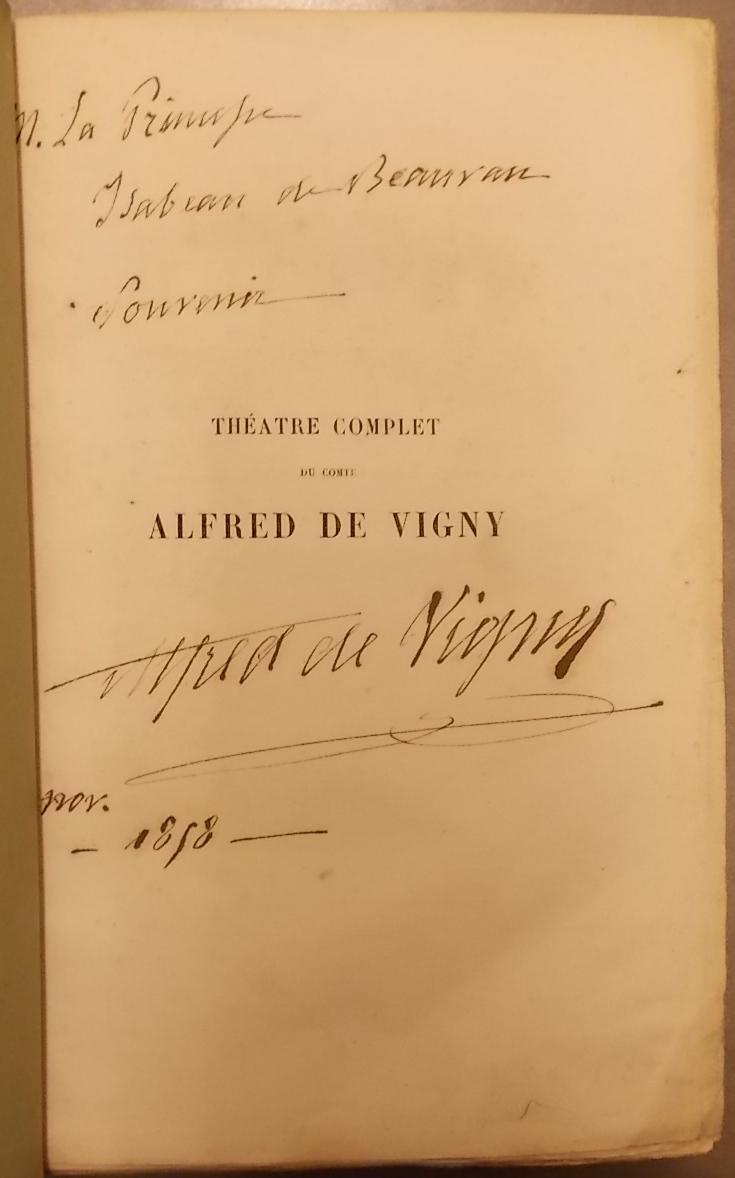 M. La Princesse
Isabeau de Beauvau
Souvenir
THÉATRE COMPLET
DU COMTE
ALFRED DE VIGNY
Alfred de Vigny
nov.
— 1858 —